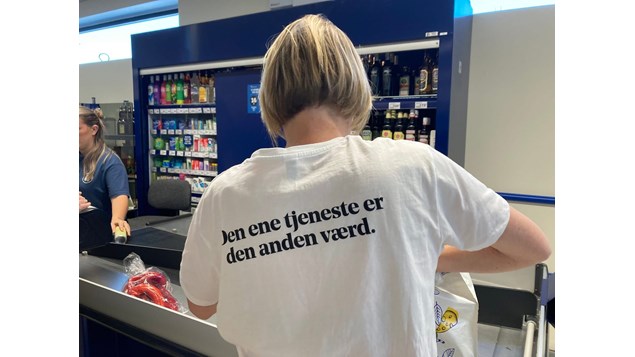 Den ene tjeneste er
den anden værd.